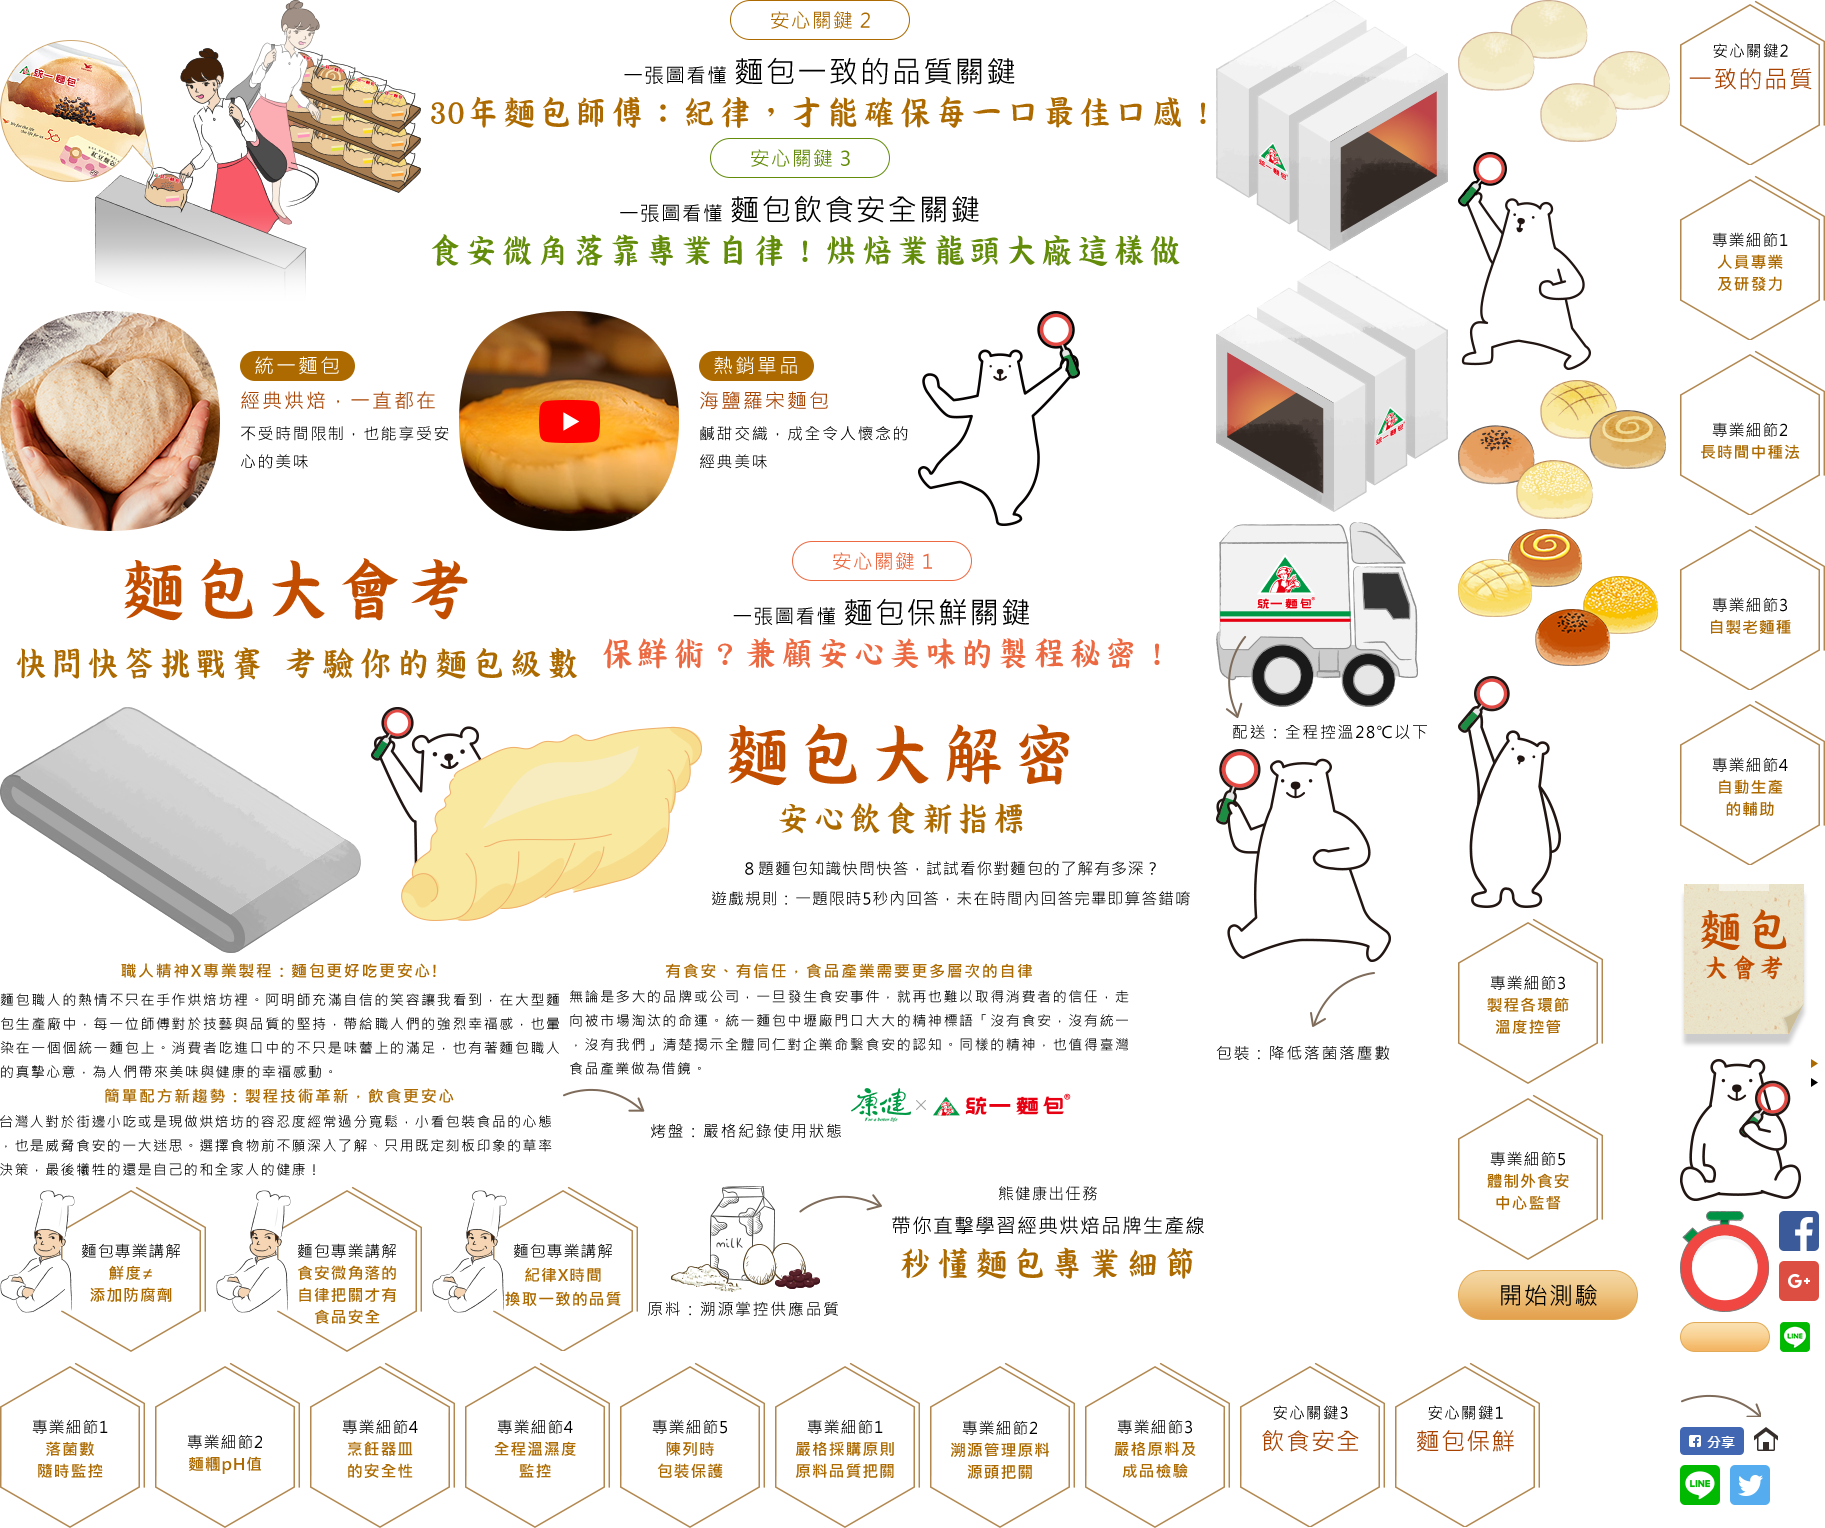 安心關鍵 2
一張圖看懂 麵包一致的品質關鍵
30年麵包師傅：紀律，才能確保每一口最佳口感！
安心關鍵 3
一張圖看懂 麵包飲食安全關鍵
食安微角落靠專業自律！烘焙業龍頭大廠這樣做
統一麵包
統一麵包
經典烘焙，一直都在
不受時間限制，也能享受安
心的美味
熱銷單品
海鹽羅宋麵包
鹹甜交織，成全令人懷念的
經典美味
麵包大會考
快問快答挑戰賽 考驗你的麵包級數
安心關鍵 1
一張圖看懂 麵包保鮮關鍵
保鮮術？兼顧安心美味的製程秘密！
麵包大解密
安心飲食新指標
8 題麵包知識快問快答，試試看你對麵包的了解有多深？
遊戲規則：一題限時5秒內回答，未在時間內回答完畢即算答錯唷
統一麵包
統一麵包
統一麵包
配送：全程控溫28℃以下
包裝：降低落菌落塵數
職人精神X專業製程：麵包更好吃更安心!
麵包職人的熱情不只在手作烘焙坊裡。阿明師充滿自信的笑容讓我看到，在大型麵
包生產廠中，每一位師傅對於技藝與品質的堅持，帶給職人們的強烈幸福感，也暈
染在一個個統一麵包上。消費者吃進口中的不只是味蕾上的滿足，也有著麵包職人
的真摯心意，為人們帶來美味與健康的幸福感動。
簡單配方新趨勢：製程技術革新，飲食更安心
台灣人對於街邊小吃或是現做烘焙坊的容忍度經常過分寬鬆，小看包裝食品的心態
，也是威脅食安的一大迷思。選擇食物前不願深入了解、只用既定刻板印象的草率
決策，最後犧牲的還是自己的和全家人的健康！
有食安、有信任，食品產業需要更多層次的自律
無論是多大的品牌或公司，一旦發生食安事件，就再也難以取得消費者的信任，走
向被市場淘汰的命運。統一麵包中壢廠門口大大的精神標語「沒有食安，沒有統一
，沒有我們」清楚揭示全體同仁對企業命繫食安的認知。同樣的精神，也值得臺灣
食品產業做為借鏡。
烤盤：嚴格紀錄使用狀態
康健 × 統一麵包
For a better life
麵包專業講解
鮮度≠
添加防腐劑
麵包專業講解
食安微角落的
自律把關才有
食品安全
麵包專業講解
紀律X時間
換取一致的品質
milk
原料：溯源掌控供應品質
熊健康出任務
帶你直擊學習經典烘焙品牌生產線
秒懂麵包專業細節
專業細節1
落菌數
隨時監控
專業細節2
麵糰pH值
專業細節4
烹飪器皿
的安全性
專業細節4
全程溫濕度
監控
專業細節5
陳列時
包裝保護
專業細節1
嚴格採購原則
原料品質把關
專業細節2
溯源管理原料
源頭把關
專業細節3
嚴格原料及
成品檢驗
安心關鍵3
飲食安全
安心關鍵1
麵包保鮮
專業細節3
製程各環節
溫度控管
專業細節5
體制外食安
中心監督
開始測驗
安心關鍵2
一致的品質
專業細節1
人員專業
及研發力
專業細節2
長時間中種法
專業細節3
自製老麵種
專業細節4
自動生產
的輔助
麵包
大會考
G+
LINE
分享
LINE